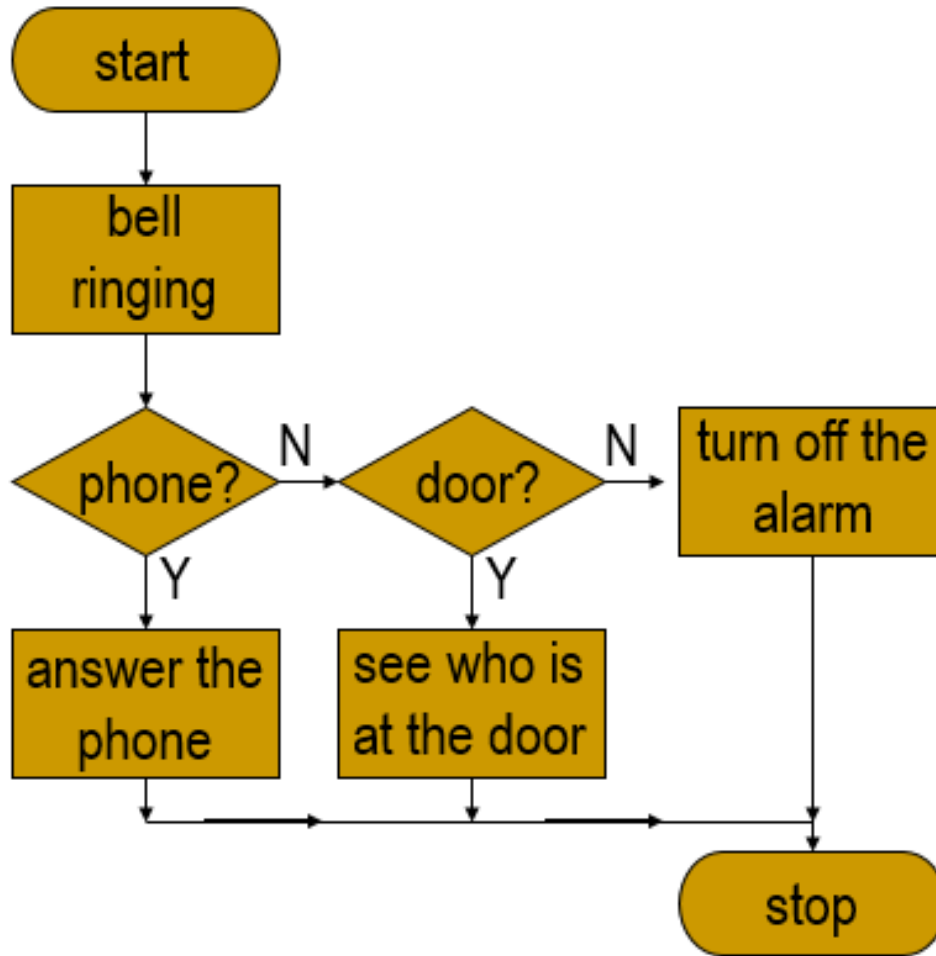 start
bell
ringing
phone?
N
door?
N
turn off the
alarm
Y
Y
answer the
phone
see who is
at the door
stop